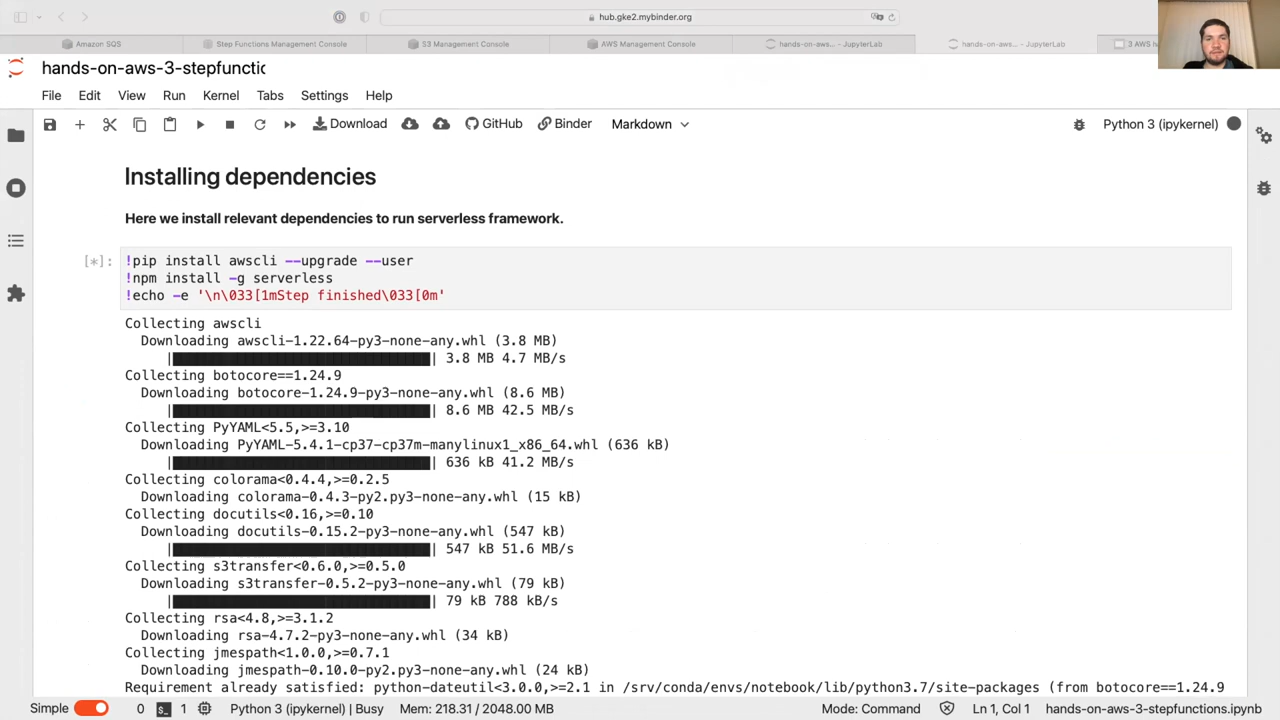 hub.gke2.mybinder.org
Amazon SQS
Step Functions Management Console
S3 Management Console
AWS Management Console
hands-on-aws... - JupyterLab
hands-on-aws... - JupyterLab
3 AWS h
hands-on-aws-3-stepfunctic
File Edit View Run Kernel Tabs Settings Help
Download GitHub Binder Markdown Python 3 (ipykernel)
Installing dependencies
Here we install relevant dependencies to run serverless framework.
[*]: !pip install awscli --upgrade --user
!npm install -g serverless
!echo -e '\n\033[1mStep finished\033[0m'
Collecting awscli
Downloading awscli-1.22.64-py3-none-any.whl (3.8 MB)
|████████████████████████████████| 3.8 MB 4.7 MB/s
Collecting botocore==1.24.9
Downloading botocore-1.24.9-py3-none-any.whl (8.6 MB)
|████████████████████████████████| 8.6 MB 42.5 MB/s
Collecting PyYAML<5.5,>=3.10
Downloading PyYAML-5.4.1-cp37-cp37m-manylinux1_x86_64.whl (636 kB)
|████████████████████████████████| 636 kB 41.2 MB/s
Collecting colorama<0.4.4,>=0.2.5
Downloading colorama-0.4.3-py2.py3-none-any.whl (15 kB)
Collecting docutils<0.16,>=0.10
Downloading docutils-0.15.2-py3-none-any.whl (547 kB)
|████████████████████████████████| 547 kB 51.6 MB/s
Collecting s3transfer<0.6.0,>=0.5.0
Downloading s3transfer-0.5.2-py3-none-any.whl (79 kB)
|████████████████████████████████| 79 kB 788 kB/s
Collecting rsa<4.8,>=3.1.2
Downloading rsa-4.7.2-py3-none-any.whl (34 kB)
Collecting jmespath<1.0.0,>=0.7.1
Downloading jmespath-0.10.0-py2.py3-none-any.whl (24 kB)
Requirement already satisfied: python-dateutil<3.0.0,>=2.1 in /srv/conda/envs/notebook/lib/python3.7/site-packages (from botocore==1.24.9
Simple 0 1 Python 3 (ipykernel) | Busy Mem: 218.31 / 2048.00 MB Mode: Command Ln 1, Col 1 hands-on-aws-3-stepfunctions.ipynb